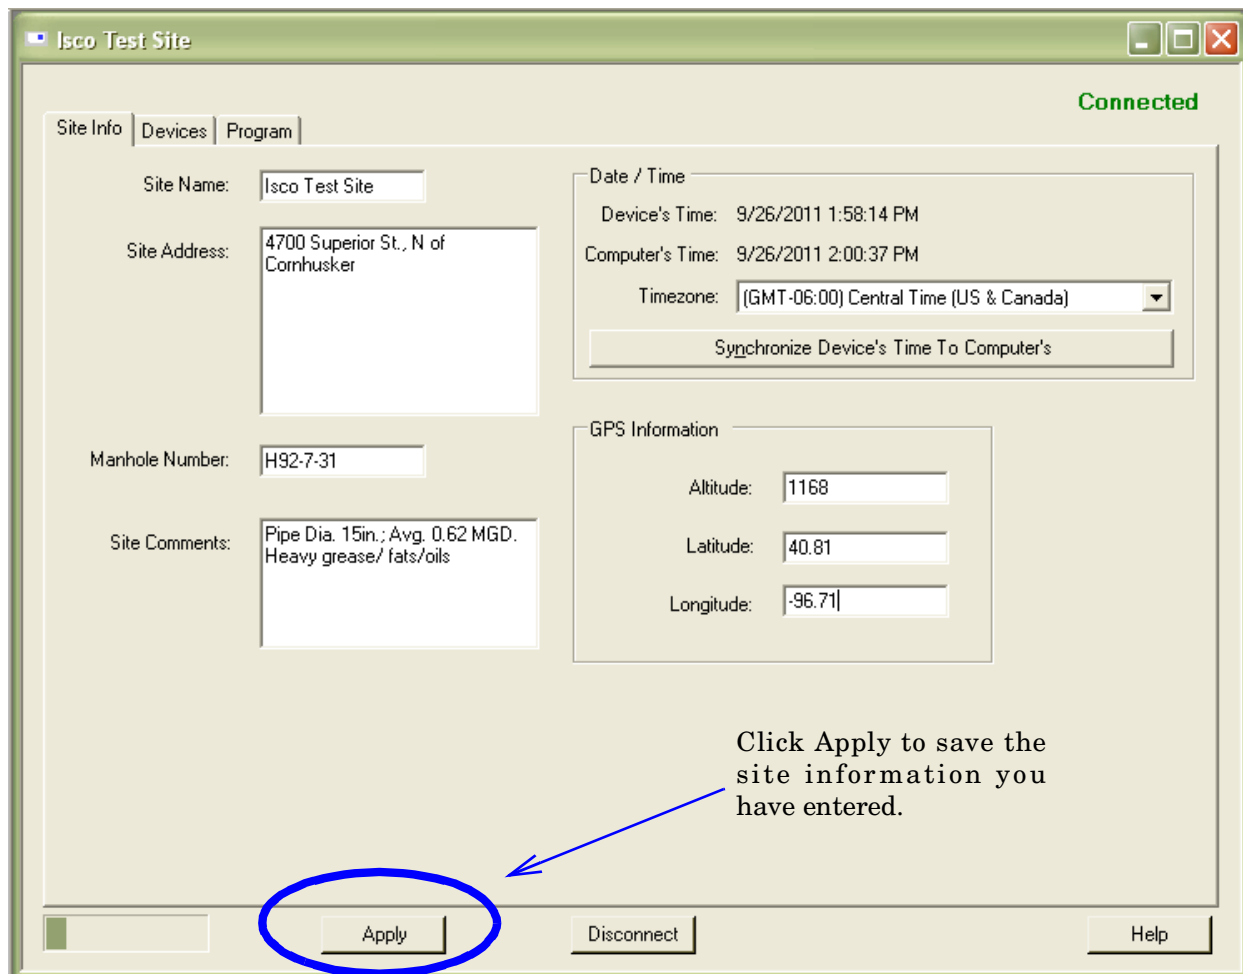 Isco Test Site
Connected
Site Info Devices Program
Site Name: Isco Test Site
Site Address: 4700 Superior St., N of
Cornhusker
Manhole Number: H92-7-31
Site Comments: Pipe Dia. 15in.; Avg. 0.62 MGD.
Heavy grease/ fats/oils
Date / Time
Device's Time: 9/26/2011 1:58:14 PM
Computer's Time: 9/26/2011 2:00:37 PM
Timezone: (GMT-06:00) Central Time (US & Canada)
Synchronize Device's Time To Computer's
GPS Information
Altitude: 1168
Latitude: 40.81
Longitude: -96.71
Click Apply to save the
site information you
have entered.
Apply Disconnect Help